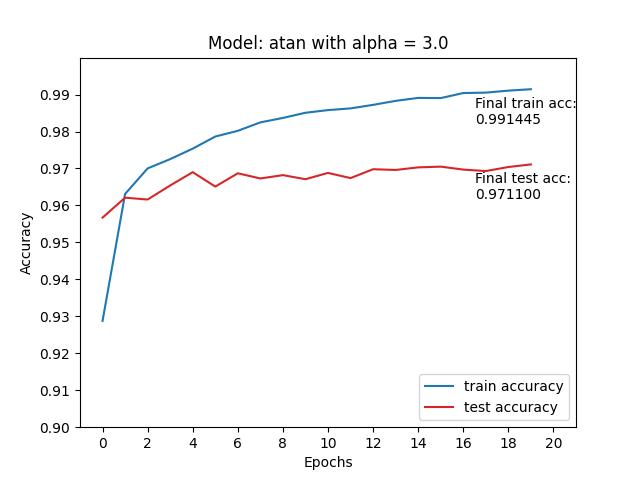 Model: atan with alpha = 3.0
0.99
Final train acc:
0.991445
0.98
0.97
Final test acc:
0.971100
0.96
0.95
0.94
0.93
0.92
0.91
0.90
Accuracy
train accuracy
test accuracy
0 2 4 6 8 10 12 14 16 18 20
Epochs